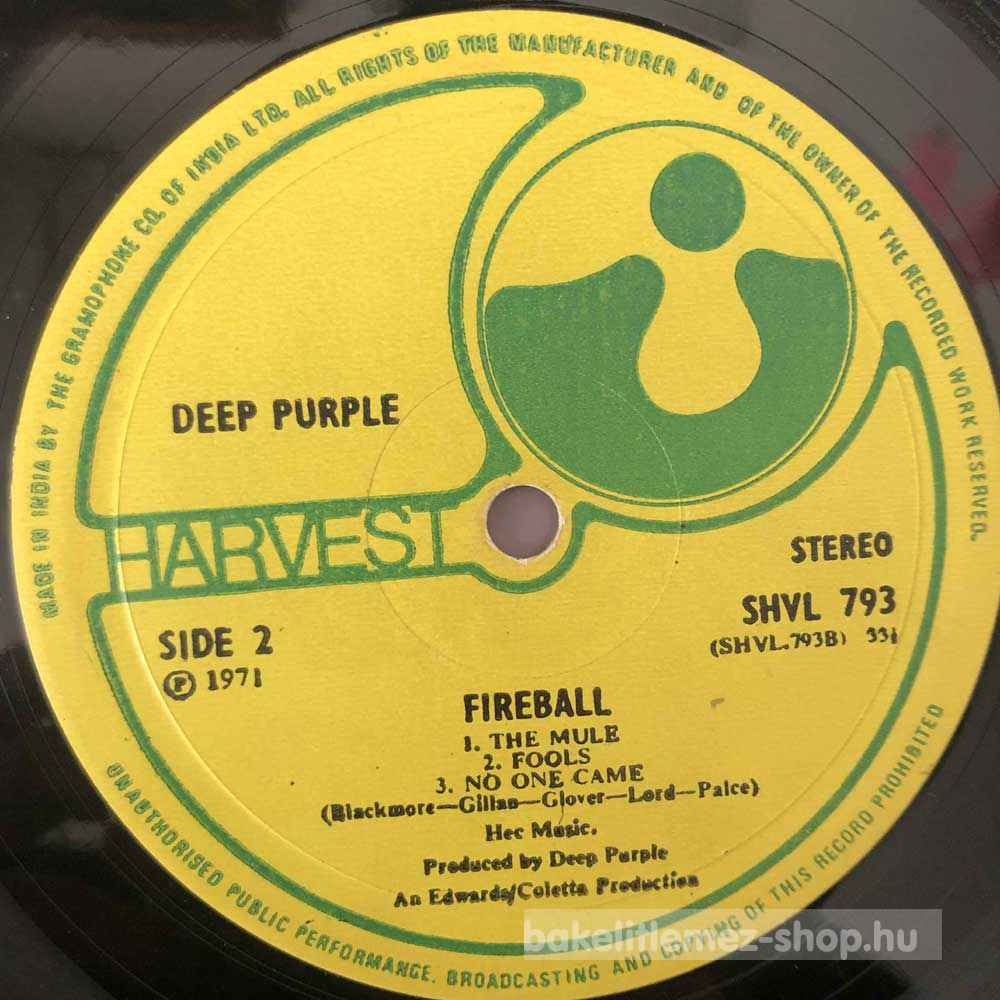 MADE IN INDIA BY THE GRAMOPHONE CO. OF INDIA LTD. ALL RIGHTS OF THE MANUFACTURER AND OF THE OWNER OF THE RECORDED WORK RESERVED.
DEEP PURPLE
HARVEST
STEREO
SHVL 793
(SHVL.793B) 33⅓
SIDE 2
Ⓟ 1971
FIREBALL
1. THE MULE
2. FOOLS
3. NO ONE CAME
(Blackmore—Gillan—Glover—Lord—Paice)
Hec Music.
Produced by Deep Purple
An Edwards/Coletta Production
UNAUTHORISED PUBLIC PERFORMANCE. BROADCASTING AND COPYING OF THIS RECORD PROHIBITED
bakelitlemez-shop.hu